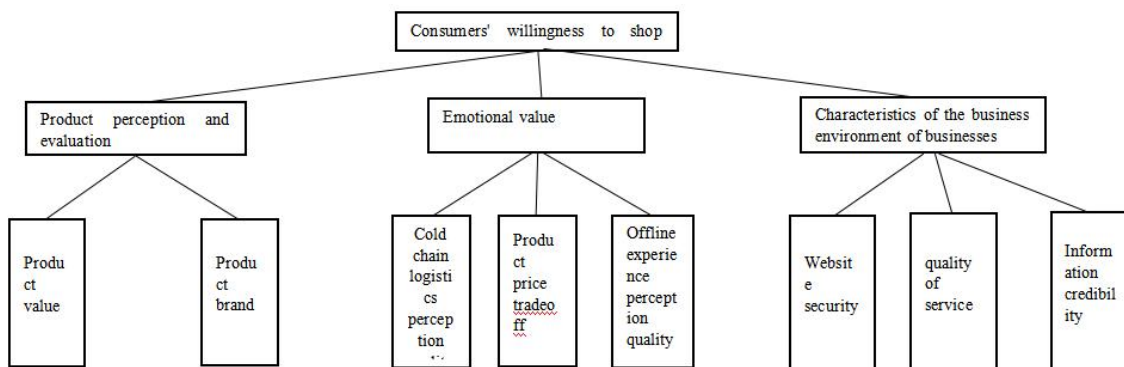 Consumers' willingness to shop
Product perception and
evaluation
Emotional value
Characteristics of the business
environment of businesses
Produ
ct
value
Produ
ct
brand
Cold
chain
logisti
cs
percep
tion
Produ
ct
price
tradeo
ff
Offline
experie
nce
percept
ion
quality
Websit
e
security
quality
of
service
Inform
ation
credibil
ity